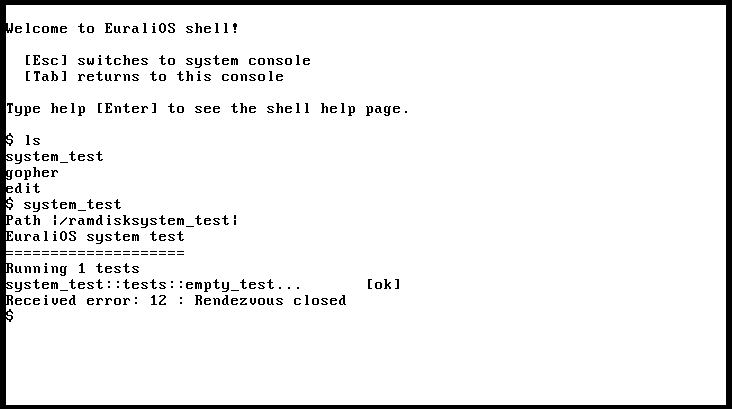 Welcome to EuraliOS shell!
[Esc] switches to system console
[Tab] returns to this console
Type help [Enter] to see the shell help page.
$ ls
system_test
gopher
edit
$ system_test
Path |/ramdisksystem_test|
EuraliOS system test
====================
Running 1 tests
system_test::tests::empty_test... [ok]
Received error: 12 : Rendezvous closed
$